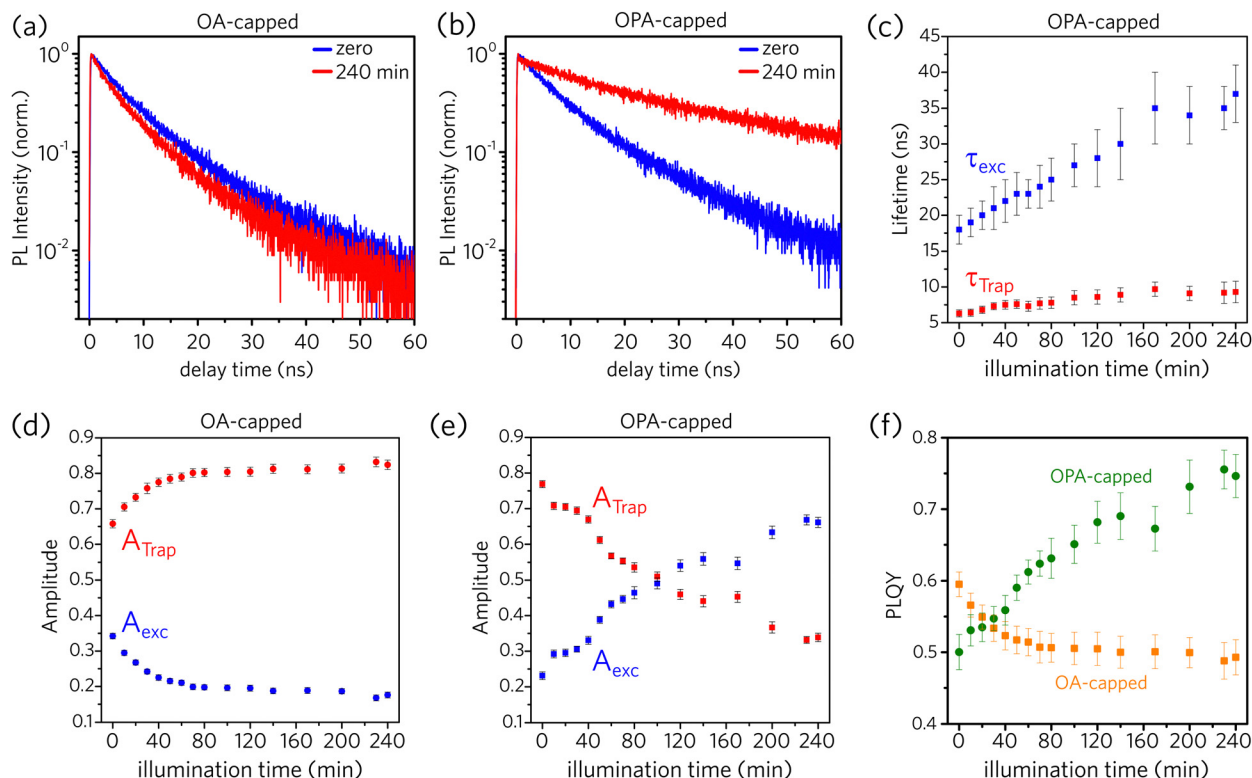 (a)
OA-capped
zero
240 min
10⁰
10⁻¹
10⁻²
PL Intensity (norm.)
0 10 20 30 40 50 60
delay time (ns)
(b)
OPA-capped
zero
240 min
10⁰
10⁻¹
10⁻²
PL Intensity (norm.)
0 10 20 30 40 50 60
delay time (ns)
(c)
OPA-capped
45
40
35
30
25
20
15
10
5
Lifetime (ns)
τexc
τTrap
0 40 80 120 160 200 240
illumination time (min)
(d)
OA-capped
0.9
0.8
0.7
0.6
0.5
0.4
0.3
0.2
0.1
Amplitude
ATrap
Aexc
0 40 80 120 160 200 240
illumination time (min)
(e)
OPA-capped
0.9
0.8
0.7
0.6
0.5
0.4
0.3
0.2
0.1
Amplitude
ATrap
Aexc
0 40 80 120 160 200 240
illumination time (min)
(f)
0.8
0.7
0.6
0.5
0.4
PLQY
OPA-capped
OA-capped
0 40 80 120 160 200 240
illumination time (min)